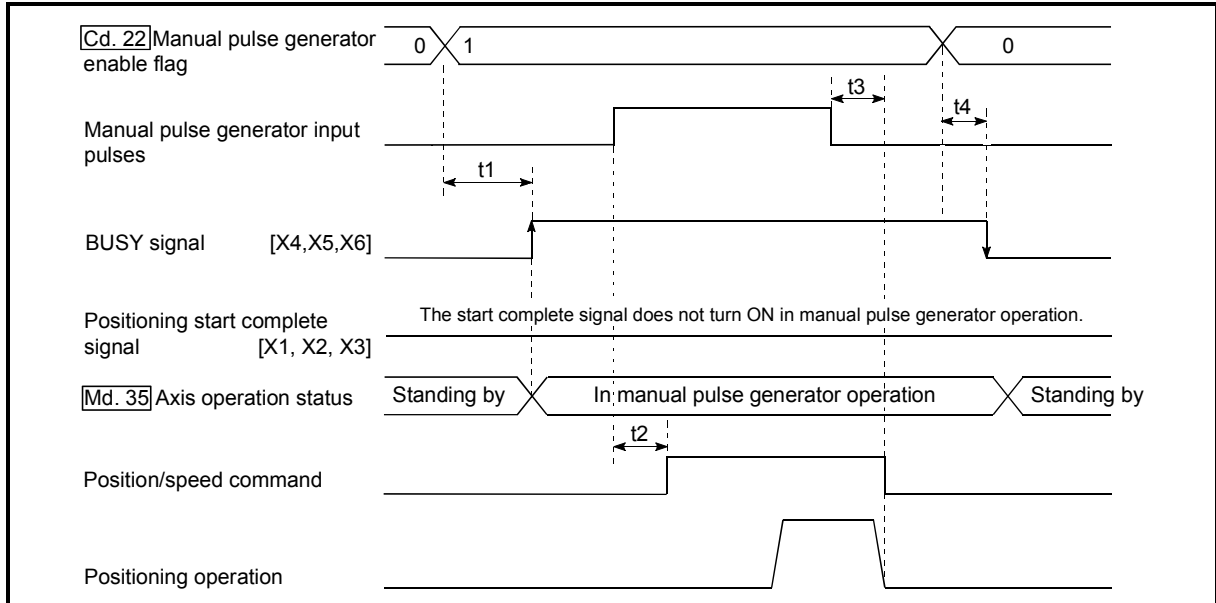 Cd. 22 Manual pulse generator
enable flag
0 1 0
t3
t4
Manual pulse generator input
pulses
t1
BUSY signal [X4,X5,X6]
Positioning start complete
signal [X1, X2, X3]
The start complete signal does not turn ON in manual pulse generator operation.
Md. 35 Axis operation status
Standing by In manual pulse generator operation Standing by
t2
Position/speed command
Positioning operation